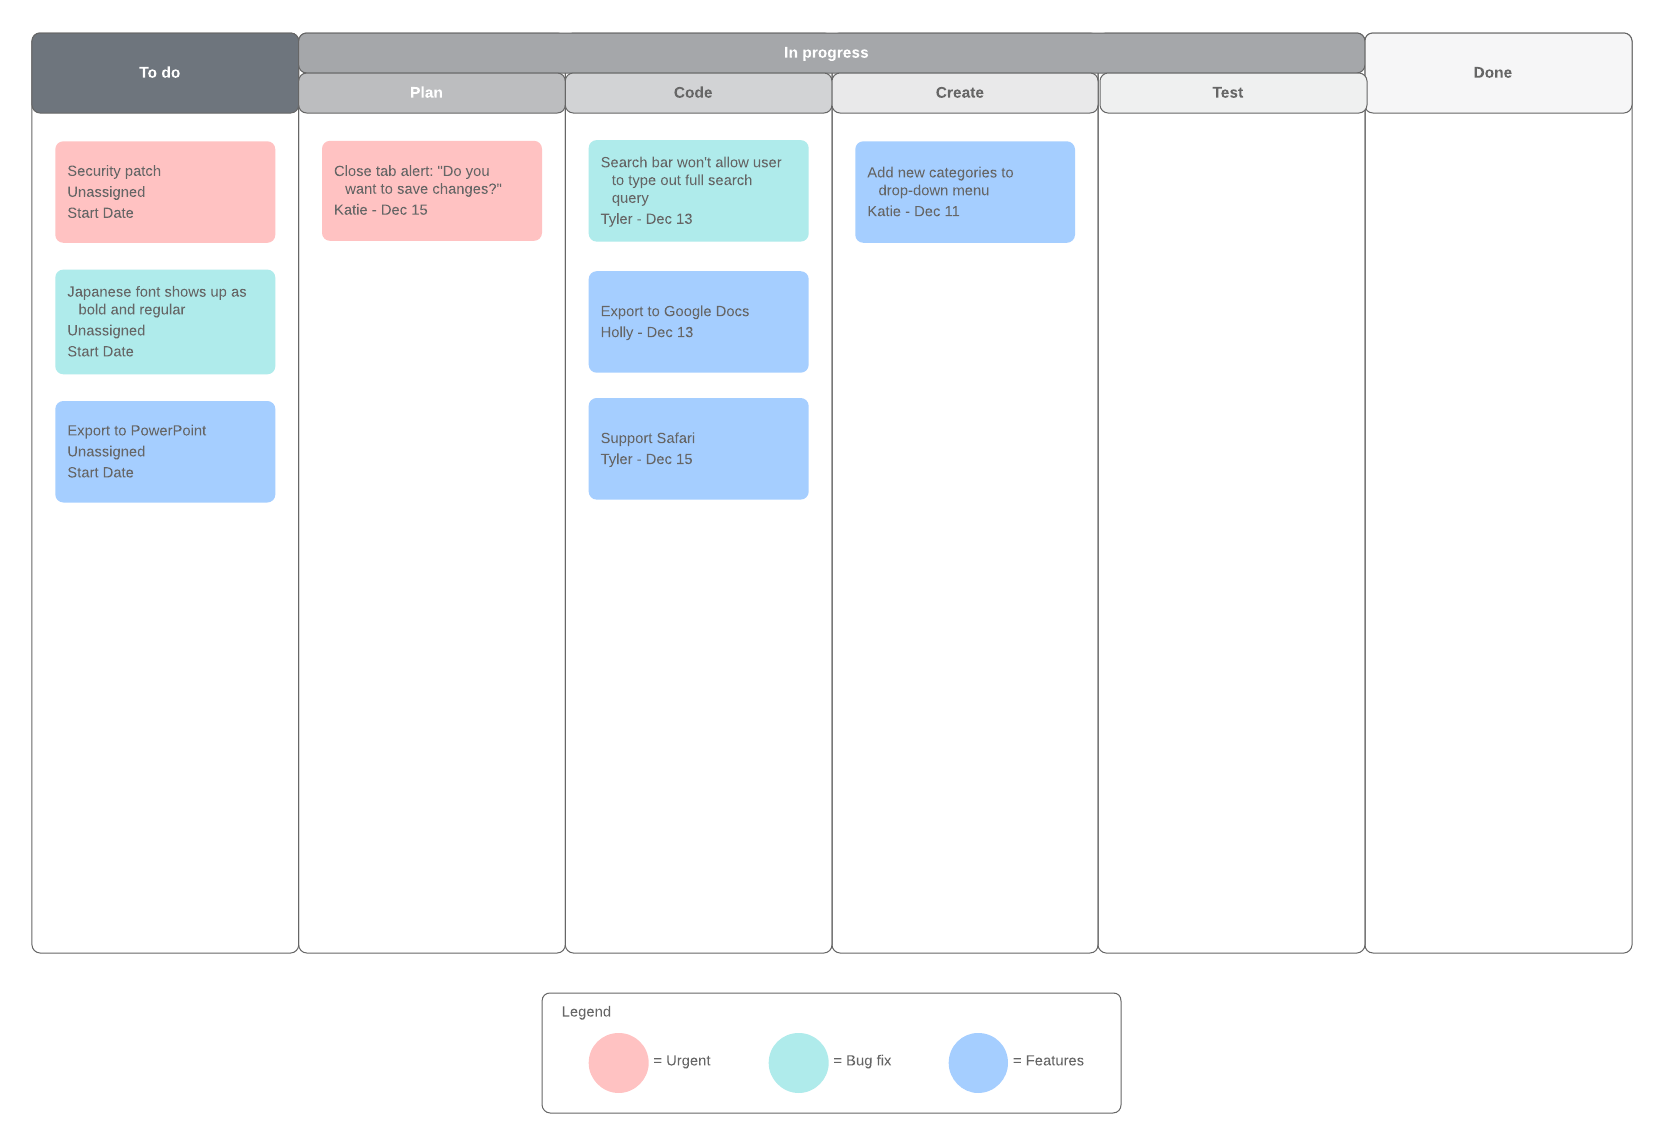 To do
In progress
Done
Plan
Code
Create
Test
Security patch
Unassigned
Start Date
Japanese font shows up as
bold and regular
Unassigned
Start Date
Export to PowerPoint
Unassigned
Start Date
Close tab alert: "Do you
want to save changes?"
Katie - Dec 15
Search bar won't allow user
to type out full search
query
Tyler - Dec 13
Export to Google Docs
Holly - Dec 13
Support Safari
Tyler - Dec 15
Add new categories to
drop-down menu
Katie - Dec 11
Legend
= Urgent
= Bug fix
= Features